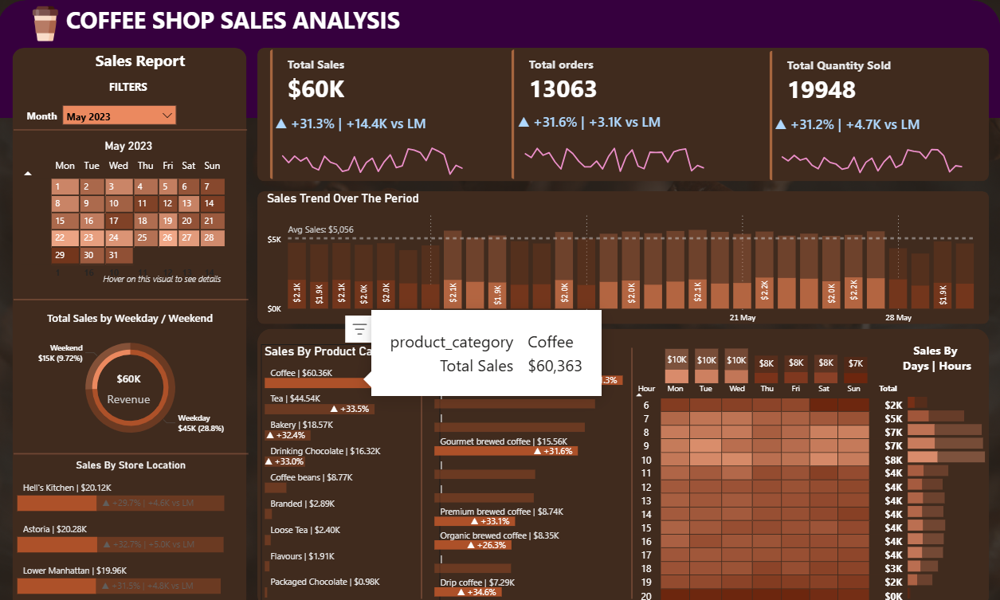 COFFEE SHOP SALES ANALYSIS
Sales Report
FILTERS
Month May 2023
May 2023
Mon Tue Wed Thu Fri Sat Sun
1 2 3 4 5 6 7
8 9 10 11 12 13 14
15 16 17 18 19 20 21
22 23 24 25 26 27 28
29 30 31
Hover on this visual to see details
Total Sales by Weekday / Weekend
Weekend
$15K (9.72%)
$60K
Revenue
Weekday
$45K (28.8%)
Sales By Store Location
Hell's Kitchen | $20.12K
▲ +29.7% | +4.6K vs LM
Astoria | $20.28K
▲ +32.7% | +5.0K vs LM
Lower Manhattan | $19.96K
▲ +31.5% | +4.8K vs LM
Total Sales
$60K
▲ +31.3% | +14.4K vs LM
Total orders
13063
▲ +31.6% | +3.1K vs LM
Total Quantity Sold
19948
▲ +31.2% | +4.7K vs LM
Sales Trend Over The Period
Avg Sales: $5,056
$5K
$2.1K $1.9K $2.1K $2.0K $2.0K $2.1K $1.9K $2.0K $2.0K $2.1K $2.2K $2.0K $2.2K $1.9K
$0K
21 May 28 May
Sales By Product Ca
Coffee | $60.36K
Tea | $44.54K
▲ +33.5%
Bakery | $18.57K
▲ +32.4%
Drinking Chocolate | $16.32K
▲ +33.0%
Coffee beans | $8.77K
Branded | $2.89K
Loose Tea | $2.40K
Flavours | $1.91K
Packaged Chocolate | $0.98K
product_category Coffee
Total Sales $60,363
.3%
Gourmet brewed coffee | $15.56K
▲ +31.6%
Premium brewed coffee | $8.74K
▲ +33.1%
Organic brewed coffee | $8.35K
▲ +26.3%
Drip coffee | $7.29K
▲ +34.6%
Sales By
Days | Hours
$10K $10K $10K $8K $8K $8K $7K
Hour Mon Tue Wed Thu Fri Sat Sun Total
6 $2K
7 $5K
8 $7K
9 $7K
10 $8K
11 $4K
12 $4K
13 $4K
14 $4K
15 $4K
16 $4K
17 $4K
18 $3K
19 $2K
20 $0K